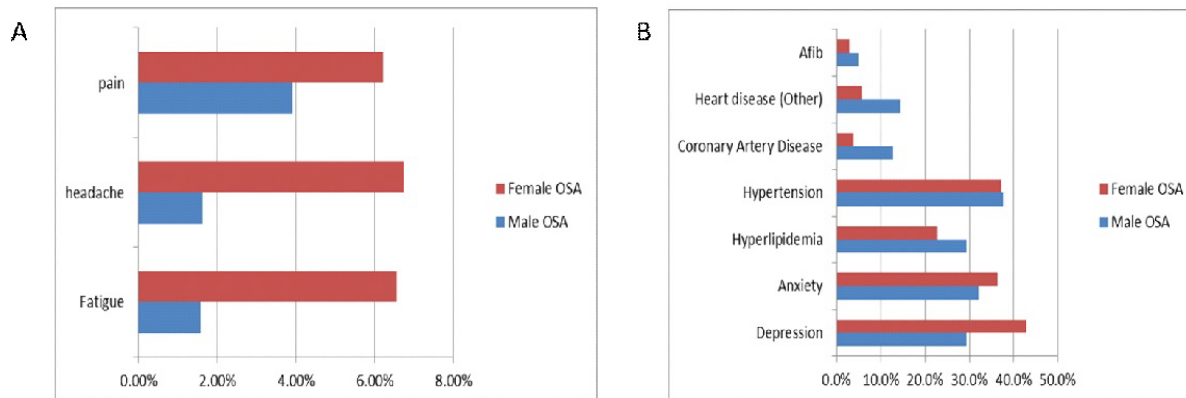 A
pain
headache
Fatigue
0.00% 2.00% 4.00% 6.00% 8.00%
Female OSA
Male OSA
B
Afib
Heart disease (Other)
Coronary Artery Disease
Hypertension
Hyperlipidemia
Anxiety
Depression
0.0% 10.0% 20.0% 30.0% 40.0% 50.0%
Female OSA
Male OSA